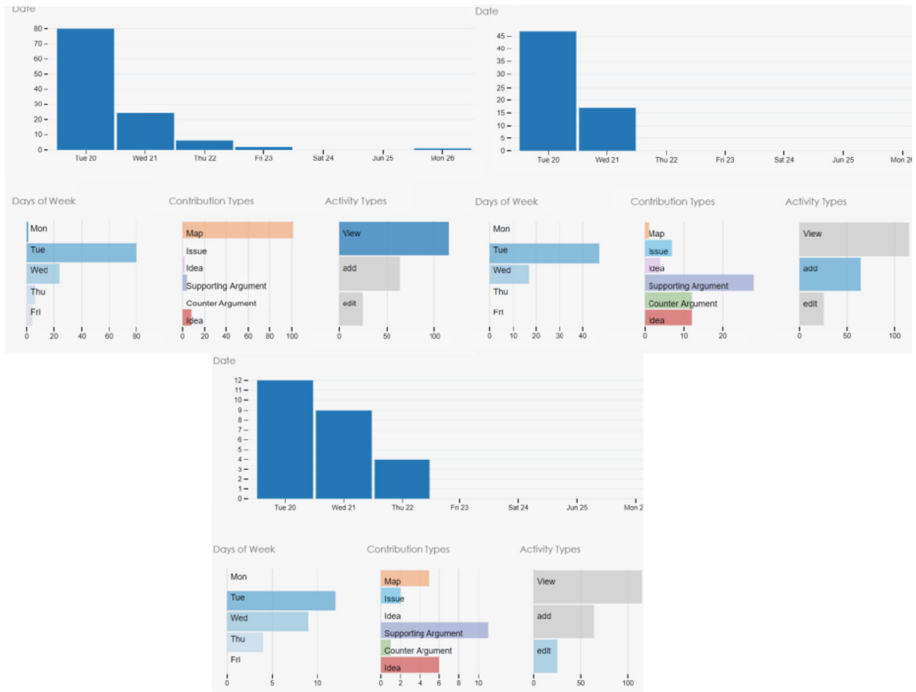 Date
80
70
60
50
40
30
20
10
0
Tue 20 Wed 21 Thu 22 Fri 23 Sat 24 Jun 25 Mon 26
Days of Week
Mon
Tue
Wed
Thu
Fri
0 20 40 60 80
Contribution Types
Map
Issue
Idea
Supporting Argument
Counter Argument
Idea
0 20 40 60 80 100
Activity Types
View
add
edit
0 50 100
Date
45
40
35
30
25
20
15
10
5
0
Tue 20 Wed 21 Thu 22 Fri 23 Sat 24 Jun 25 Mon 2
Days of Week
Mon
Tue
Wed
Thu
Fri
0 10 20 30 40
Contribution Types
Map
Issue
Idea
Supporting Argument
Counter Argument
Idea
0 10 20
Activity Types
View
add
edit
0 50 100
Date
12
11
10
9
8
7
6
5
4
3
2
1
0
Tue 20 Wed 21 Thu 22 Fri 23 Sat 24 Jun 25 Mon 2
Days of Week
Mon
Tue
Wed
Thu
Fri
0 5 10
Contribution Types
Map
Issue
Idea
Supporting Argument
Counter Argument
Idea
0 2 4 6 8 10
Activity Types
View
add
edit
0 50 100